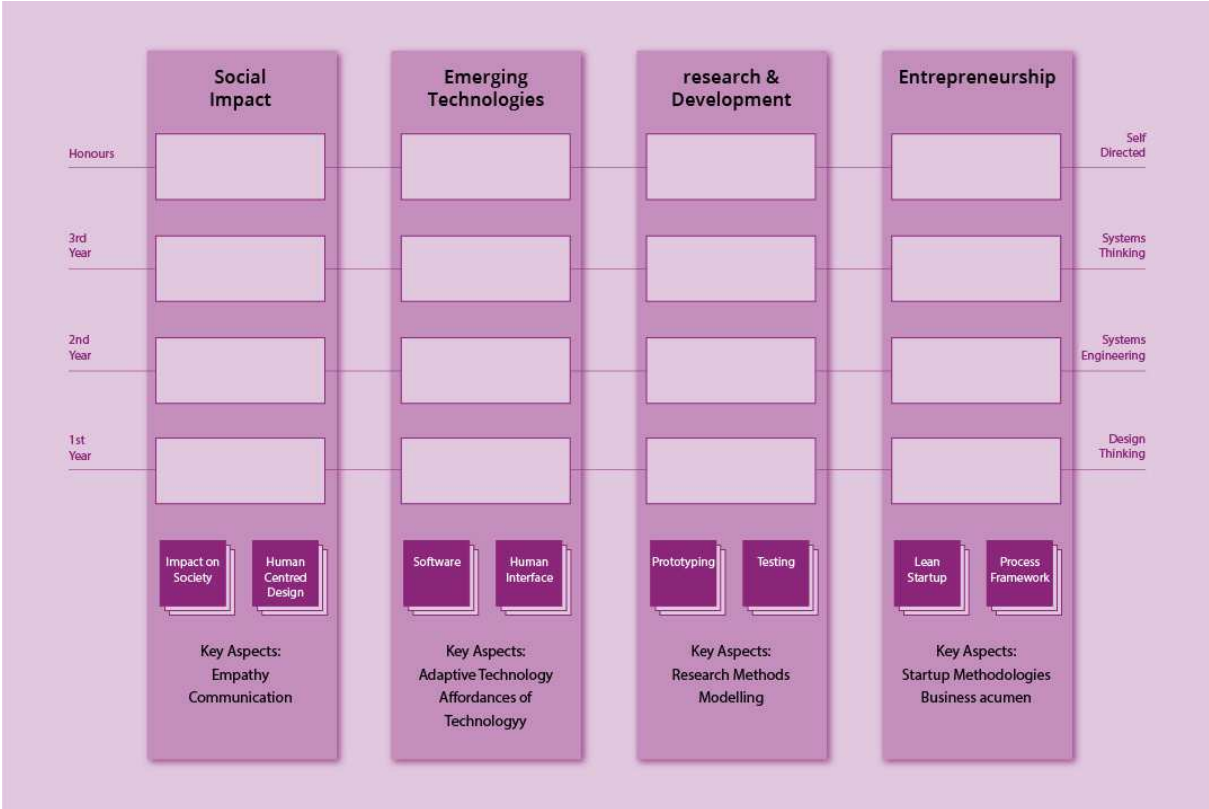 Social
Impact
Emerging
Technologies
research &
Development
Entrepreneurship
Honours
Self
Directed
3rd
Year
Systems
Thinking
2nd
Year
Systems
Engineering
1st
Year
Design
Thinking
Impact on
Society
Human
Centred
Design
Software
Human
Interface
Prototyping
Testing
Lean
Startup
Process
Framework
Key Aspects:
Empathy
Communication
Key Aspects:
Adaptive Technology
Affordances of
Technologyy
Key Aspects:
Research Methods
Modelling
Key Aspects:
Startup Methodologies
Business acumen